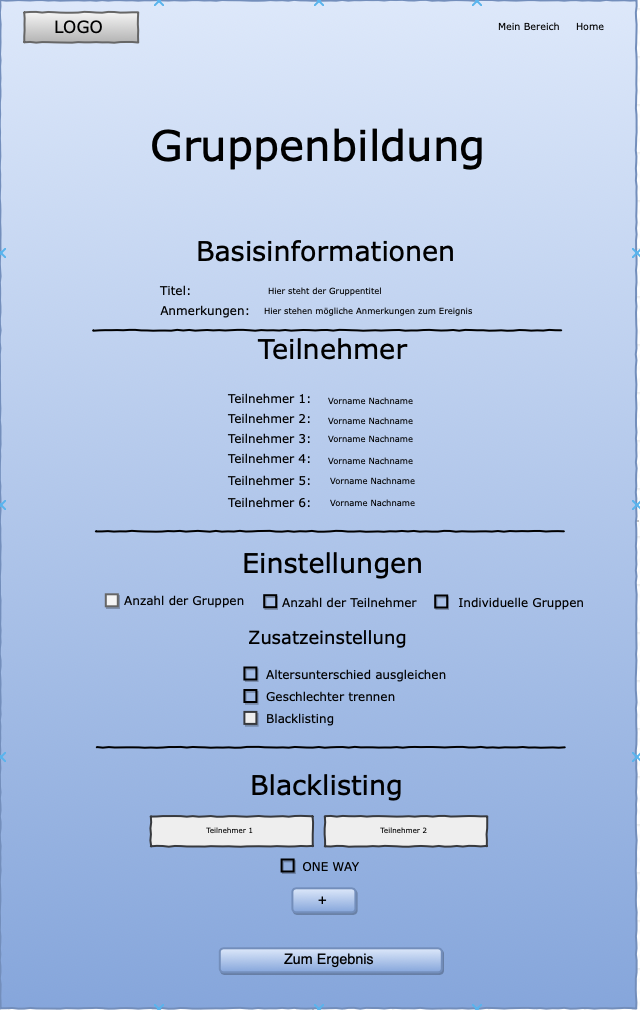 LOGO
Mein Bereich Home
Gruppenbildung
Basisinformationen
Titel: Hier steht der Gruppentitel
Anmerkungen: Hier stehen mögliche Anmerkungen zum Ereignis
Teilnehmer
Teilnehmer 1: Vorname Nachname
Teilnehmer 2: Vorname Nachname
Teilnehmer 3: Vorname Nachname
Teilnehmer 4: Vorname Nachname
Teilnehmer 5: Vorname Nachname
Teilnehmer 6: Vorname Nachname
Einstellungen
Anzahl der Gruppen Anzahl der Teilnehmer Individuelle Gruppen
Zusatzeinstellung
Altersunterschied ausgleichen
Geschlechter trennen
Blacklisting
Blacklisting
Teilnehmer 1 Teilnehmer 2
ONE WAY
+
Zum Ergebnis